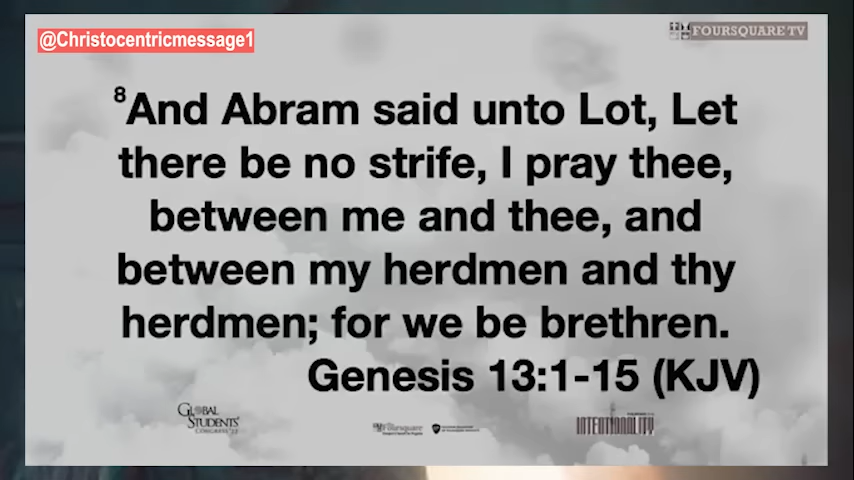 @Christocentricmessage1
FOURSQUARE TV
8And Abram said unto Lot, Let
there be no strife, I pray thee,
between me and thee, and
between my herdmen and thy
herdmen; for we be brethren.
Genesis 13:1-15 (KJV)
GLOBAL
STUDENTS'
Foursquare
INTENTIONALITY